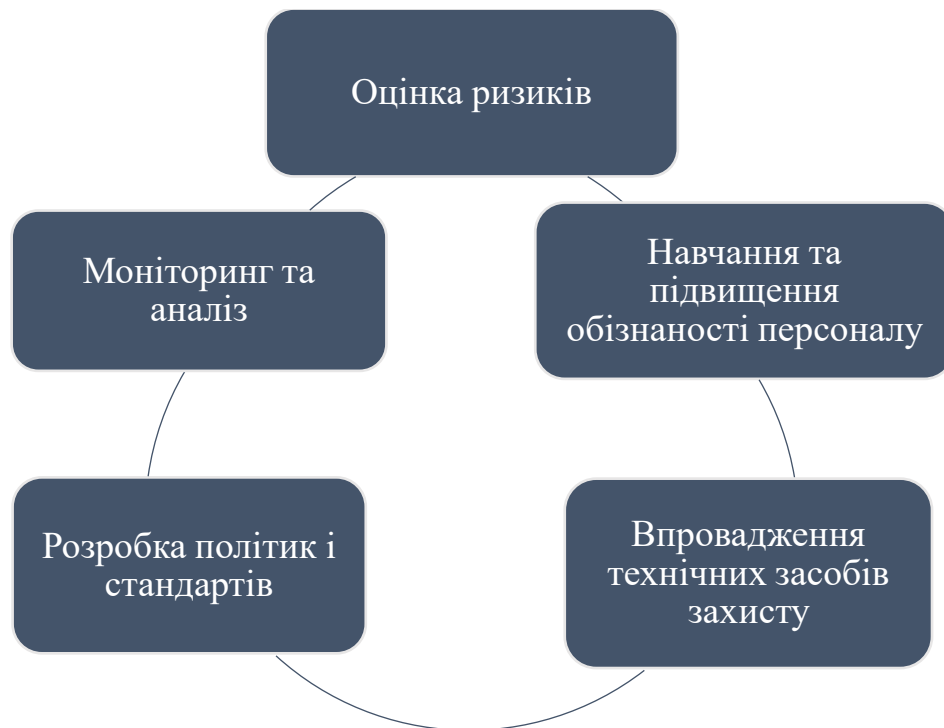 Оцінка ризиків
Навчання та
підвищення
обізнаності персоналу
Впровадження
технічних засобів
захисту
Розробка політик і
стандартів
Моніторинг та
аналіз